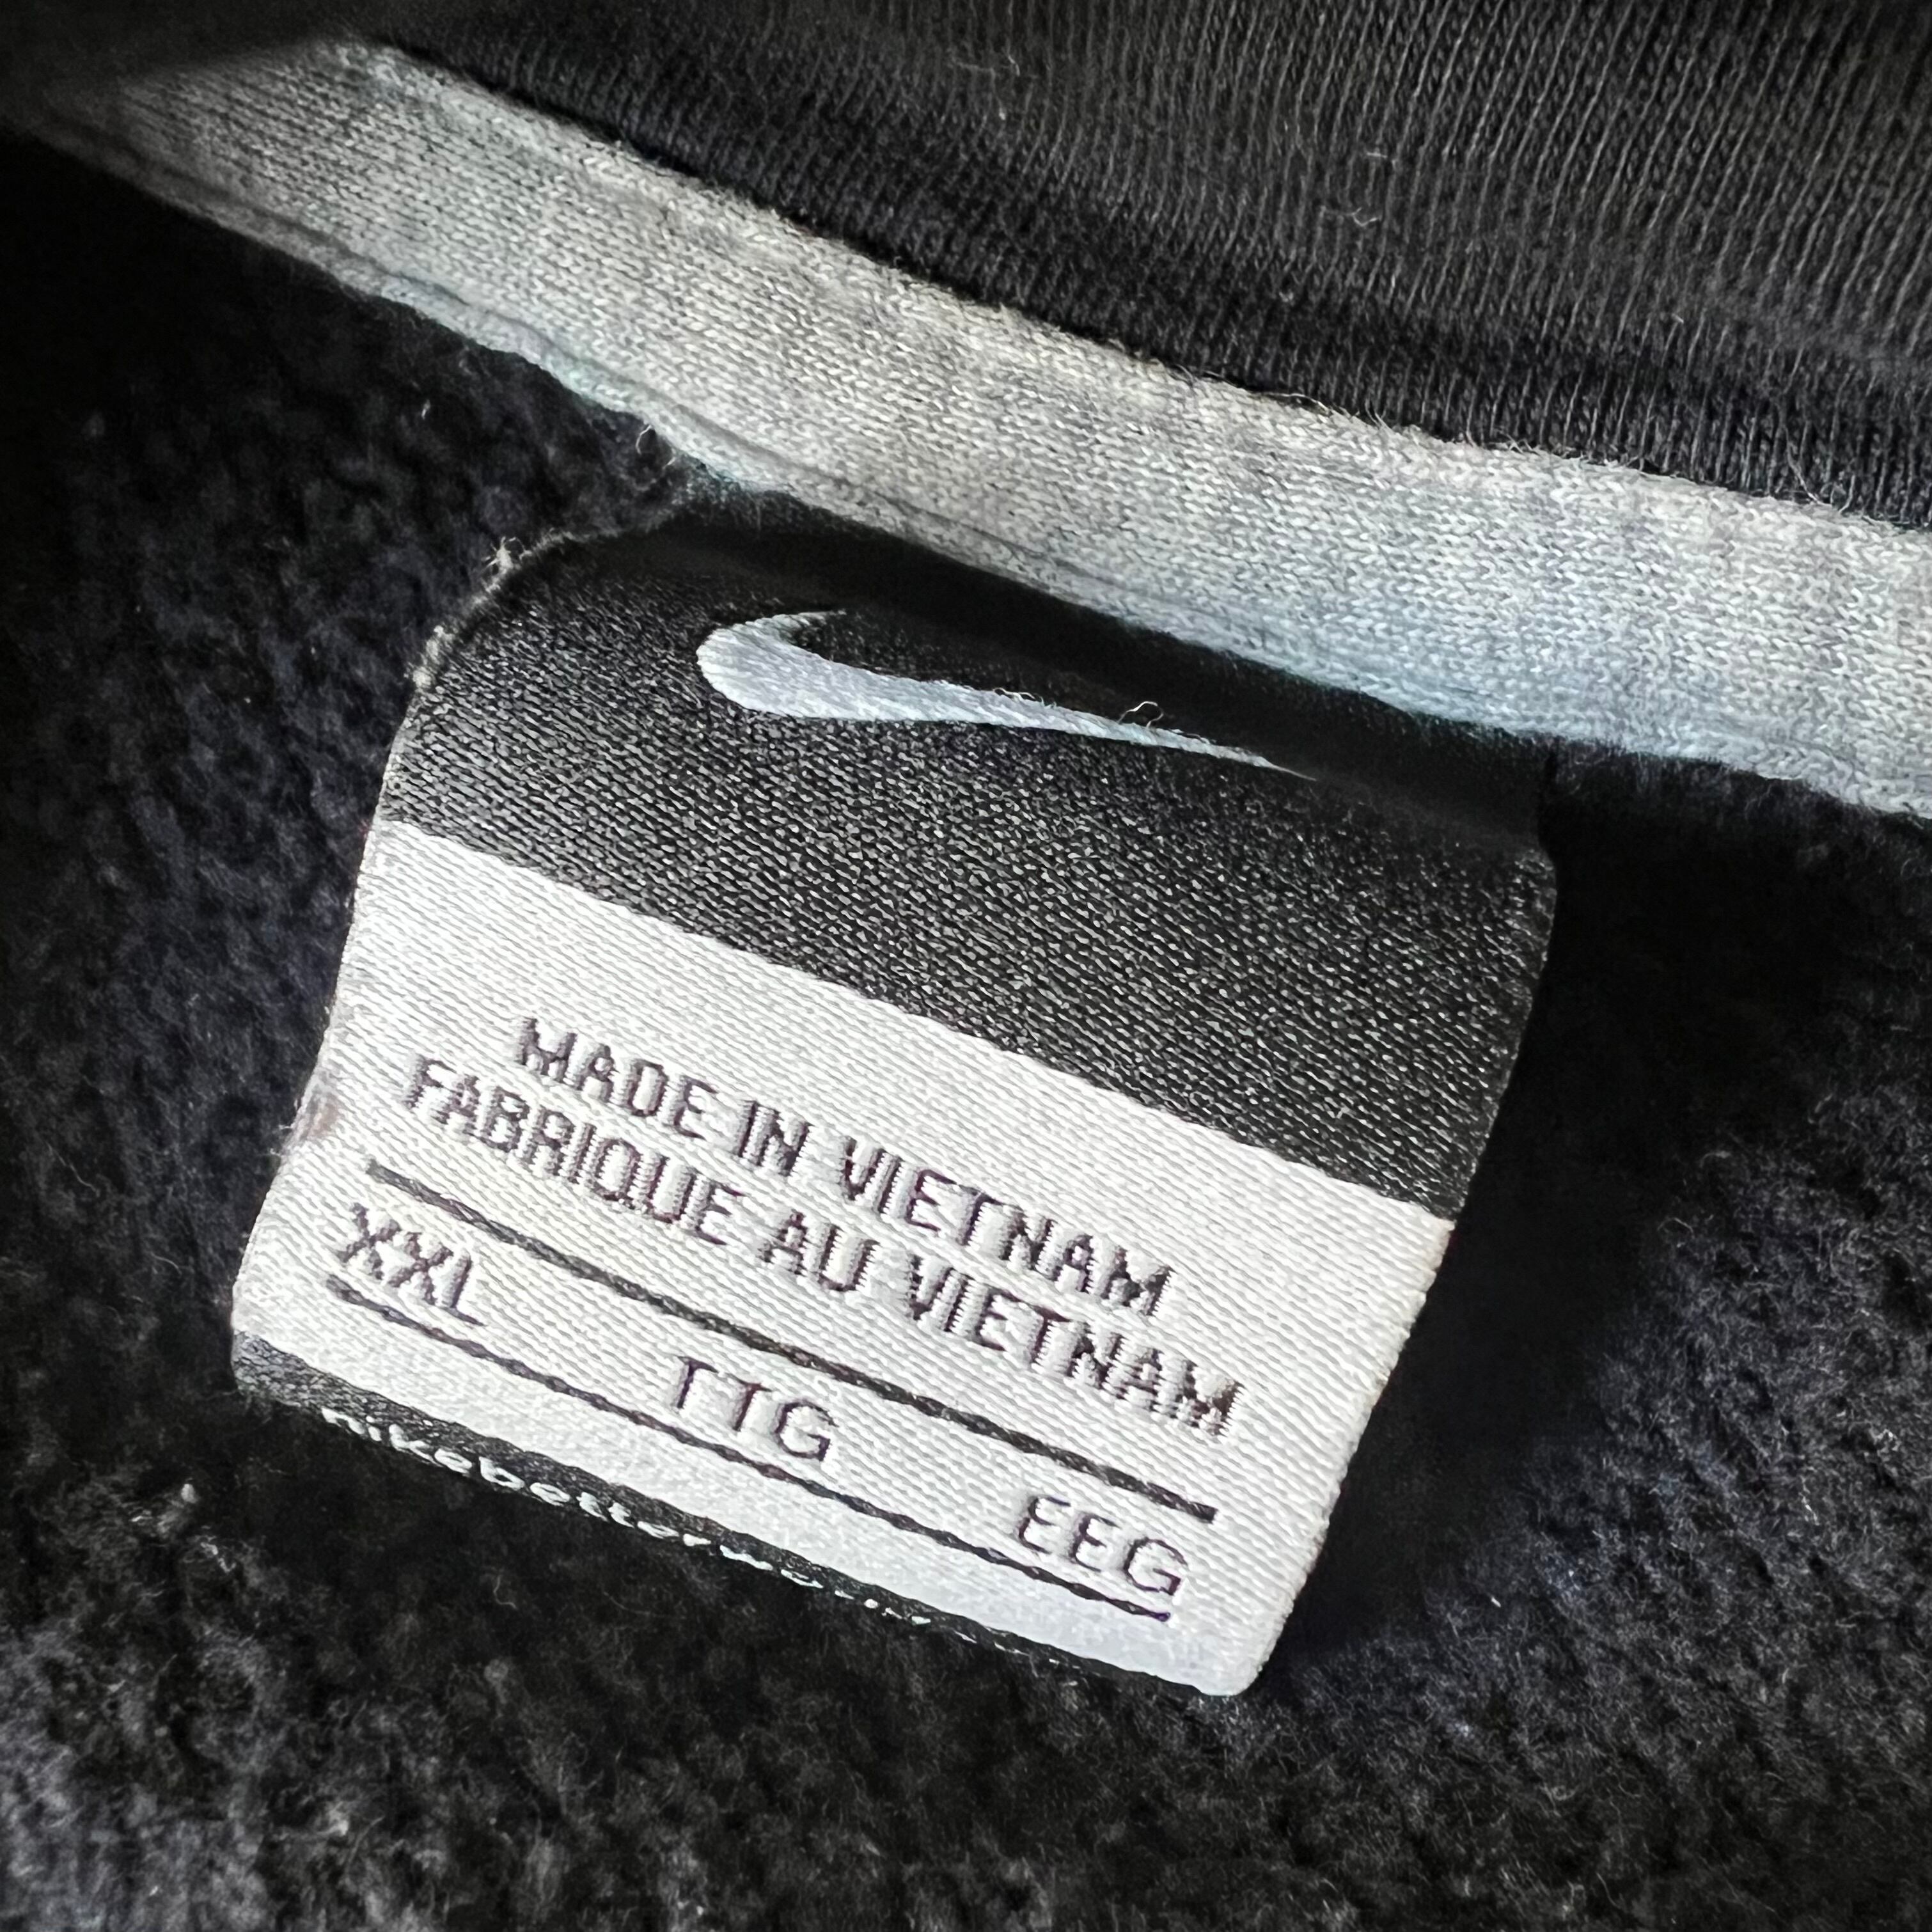 MADE IN VIETNAM
FABRIQUE AU VIETNAM
XXL TTG EEG